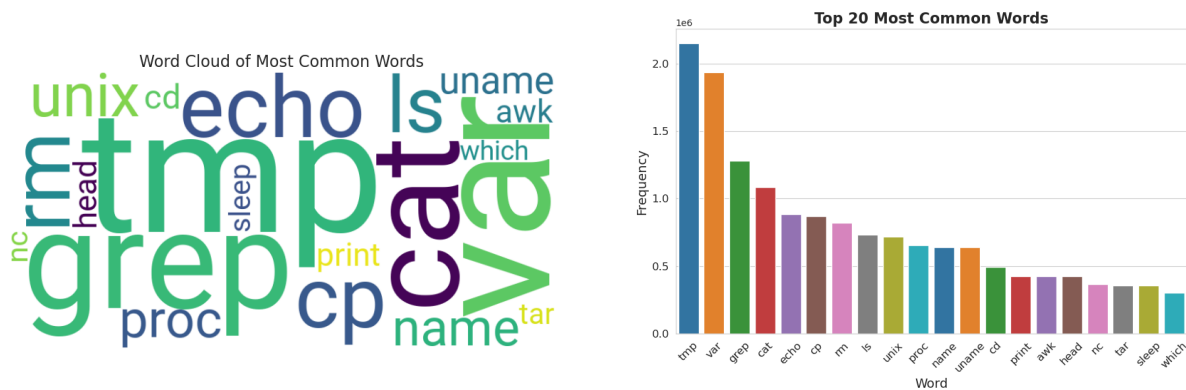 Word Cloud of Most Common Words
unix cd echo ls uname
awk
rm head tmp sleep cat which var
nc grep print cp
proc name tar
Top 20 Most Common Words
1e6
2.0
1.5
1.0
0.5
0.0
Frequency
tmp var grep cat echo cp rm ls unix proc name uname cd print awk head nc tar sleep which
Word